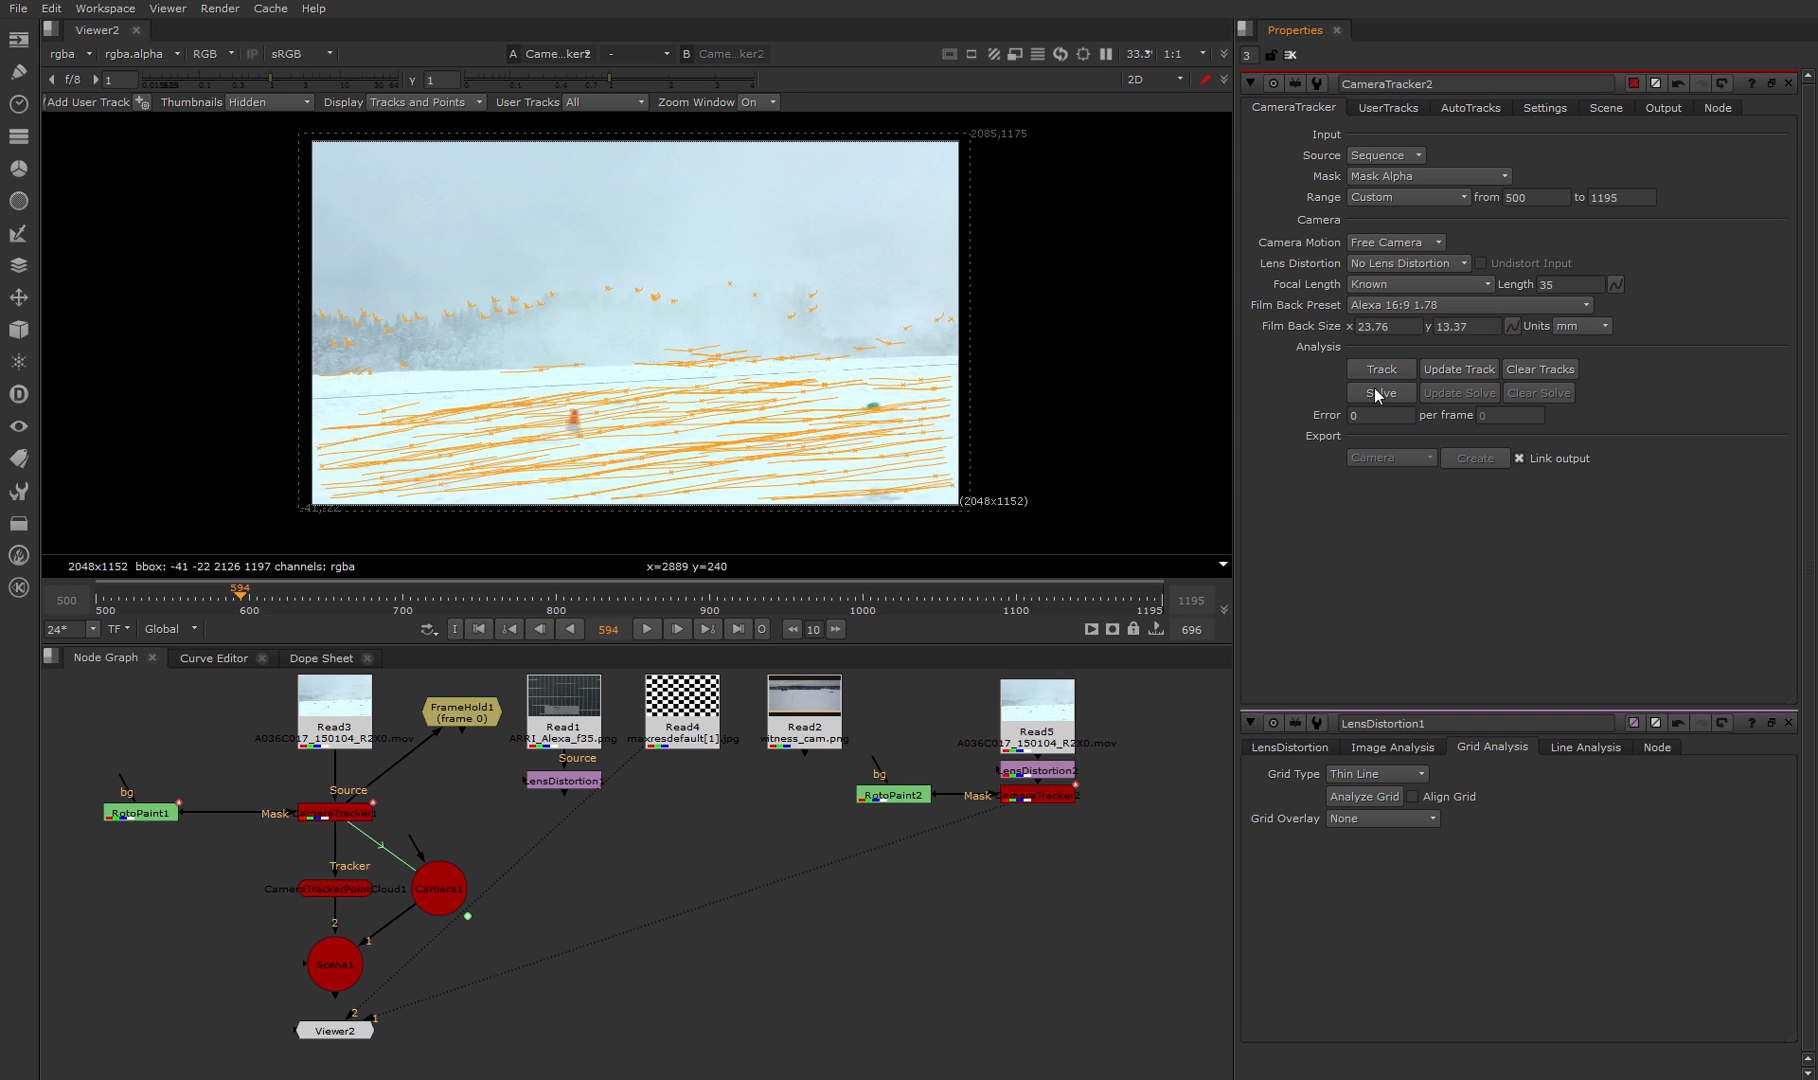 File Edit Workspace Viewer Render Cache Help
Viewer2
rgba rgba.alpha RGB IP sRGB A Came...ker2 - B Came...ker2 33.3 1:1
f/8 1 Y 1 2D
Add User Track Thumbnails Hidden Display Tracks and Points User Tracks All Zoom Window On
2085,1175
(2048x1152)
2048x1152 bbox: -41 -22 2126 1197 channels: rgba x=2889 y=240
594
500 500 600 700 800 900 1000 1100 1195 1191
24* TF Global I 594 O 10 696
Node Graph Curve Editor Dope Sheet
Read3
A036C017_150104_R2X0.mov
FrameHold1
(frame 0)
Read1
ARRI_Alexa_f35.png
Read4
maxresdefault[1].jpg
Read2
witness_cam.png
Read5
A036C017_150104_R2X0.mov
Source
LensDistortion1
LensDistortion2
bg
RotoPaint1
Mask
Source
CameraTracker1
bg
RotoPaint2
Mask
CameraTracker2
Tracker
CameraTrackerPointCloud1
Camera1
2
1
Scene1
2
1
Viewer2
Properties
3
CameraTracker2
CameraTracker UserTracks AutoTracks Settings Scene Output Node
Input
Source Sequence
Mask Mask Alpha
Range Custom from 500 to 1195
Camera
Camera Motion Free Camera
Lens Distortion No Lens Distortion Undistort Input
Focal Length Known Length 35
Film Back Preset Alexa 16:9 1.78
Film Back Size x 23.76 y 13.37 Units mm
Analysis
Track Update Track Clear Tracks
Solve Update Solve Clear Solve
Error 0 per frame 0
Export
Camera Create Link output
LensDistortion1
LensDistortion Image Analysis Grid Analysis Line Analysis Node
Grid Type Thin Line
Analyze Grid Align Grid
Grid Overlay None